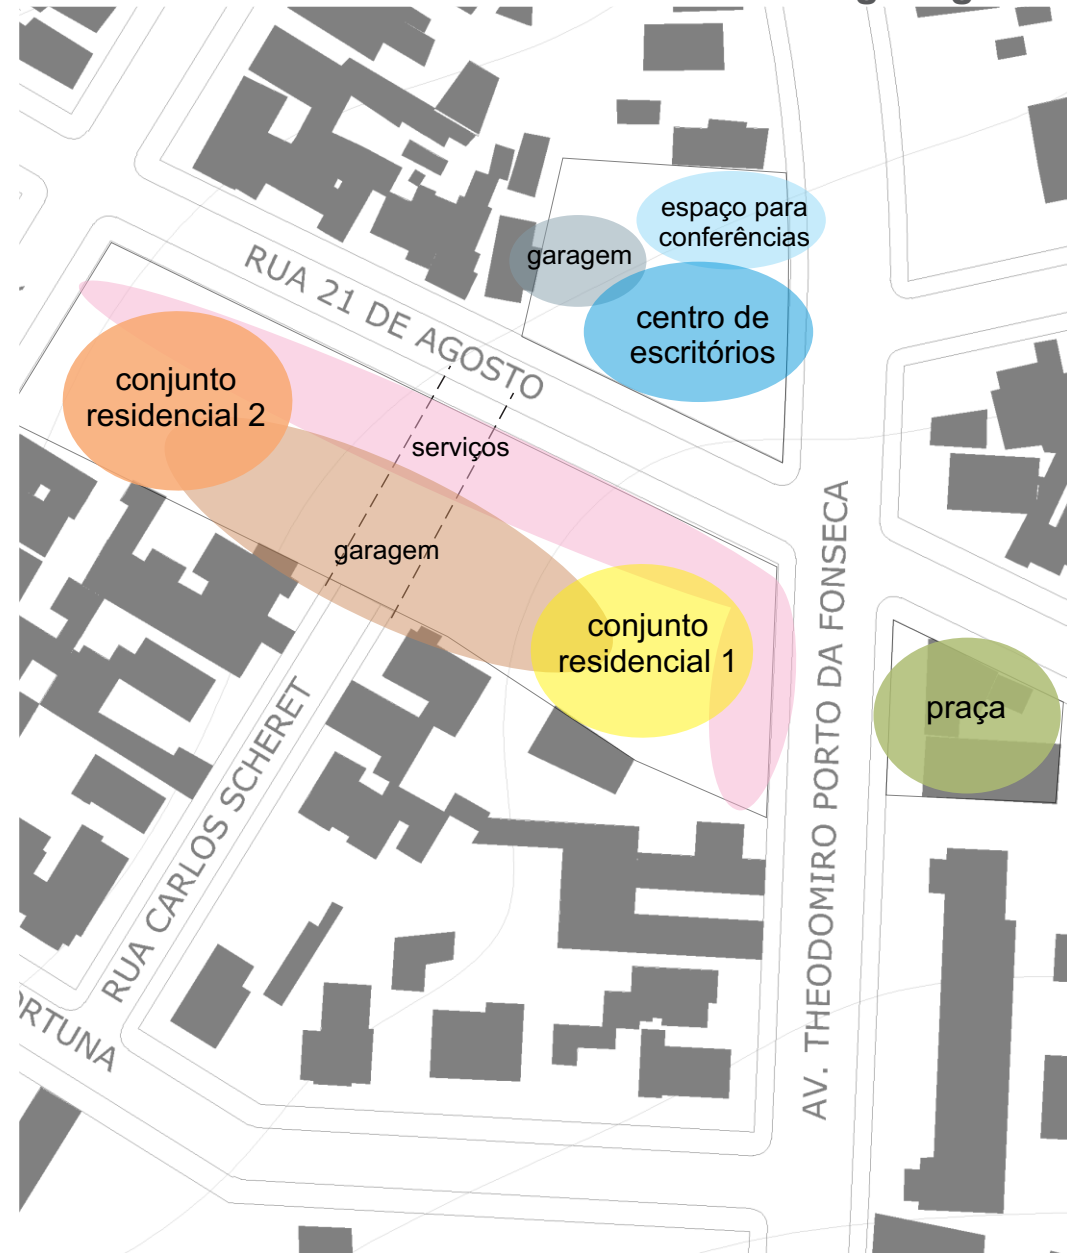 espaço para
conferências
garagem
RUA 21 DE AGOSTO
centro de
escritórios
conjunto
residencial 2
serviços
garagem
conjunto
residencial 1
praça
AV. THEODOMIRO PORTO DA FONSECA
RUA CARLOS SCHERET
ORTUNA